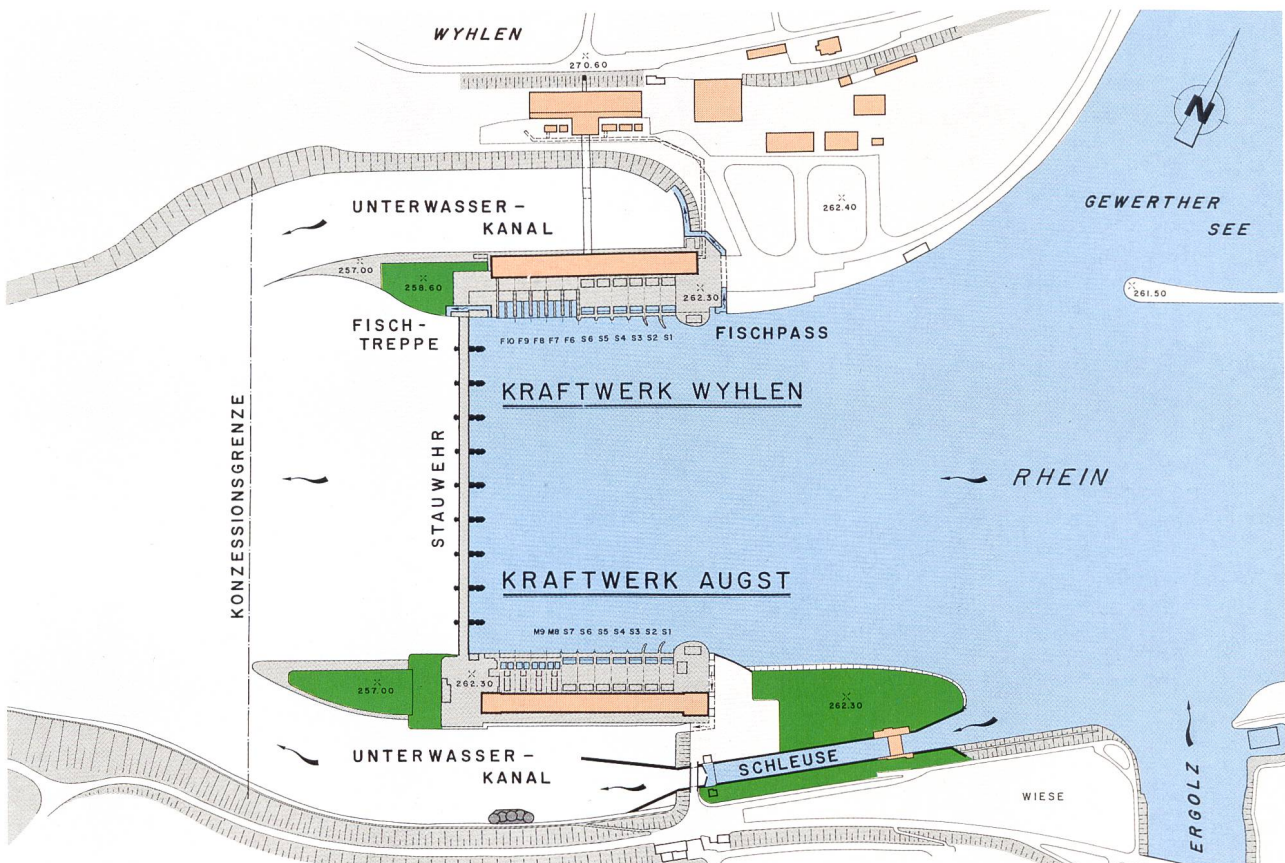 WYHLEN
270.60
N
GEWERTHER
SEE
262.40
UNTERWASSER –
KANAL
257.00
258.60
262.30
261.50
FISCH –
TREPPE
FISCHPASS
F10 F9 F8 F7 F6 S6 S5 S4 S3 S2 S1
KRAFTWERK WYHLEN
KONZESSIONSGRENZE
STAUWEHR
RHEIN
KRAFTWERK AUGST
M9 M8 S7 S6 S5 S4 S3 S2 S1
257.00
262.30
262.30
UNTERWASSER –
KANAL
SCHLEUSE
WIESE
ERGOLZ